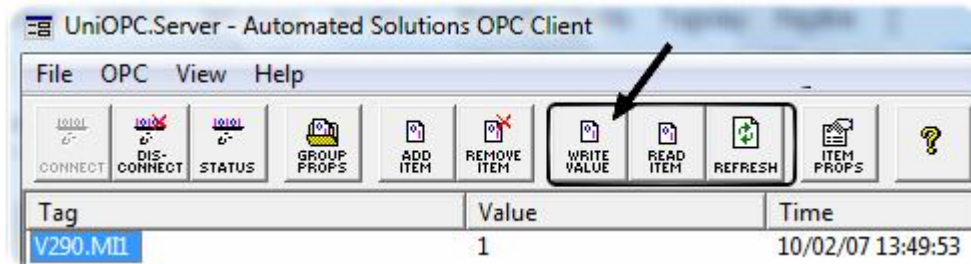 UniOPC.Server - Automated Solutions OPC Client
File OPC View Help
CONNECT DIS-CONNECT STATUS GROUP PROPS ADD ITEM REMOVE ITEM WRITE VALUE READ ITEM REFRESH ITEM PROPS ?
Tag Value Time
V290.MI1 1 10/02/07 13:49:53